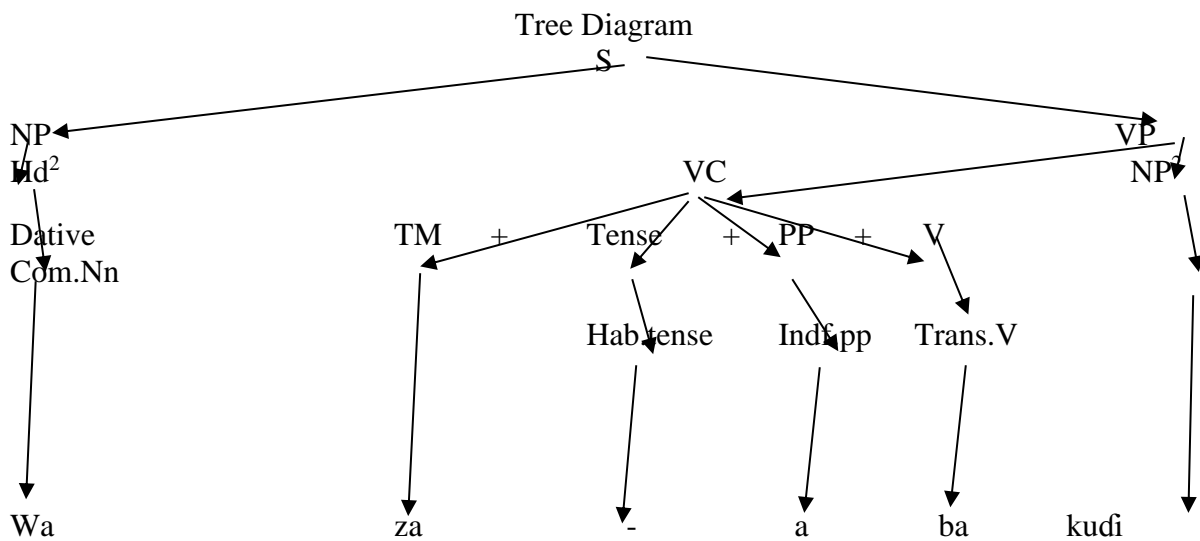 Tree Diagram
S
NP VP
Hd² VC NP²
Dative TM + Tense + PP + V
Com.Nn
Hab.tense Indf.pp Trans.V
Wa za - a ba kuɗi